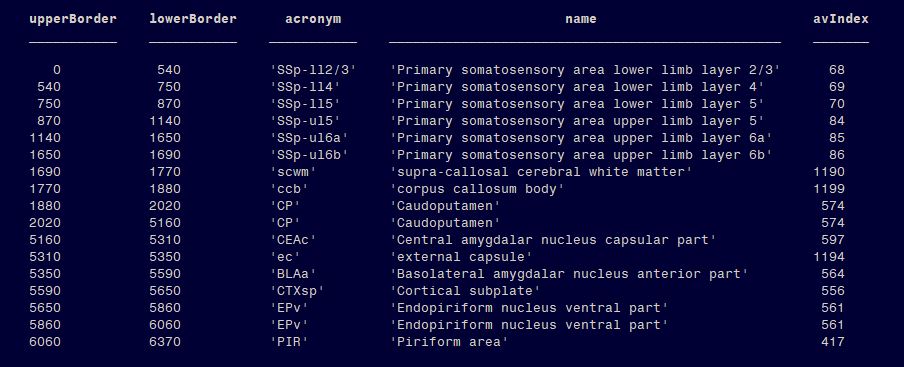 upperBorder lowerBorder acronym name avIndex
0 540 'SSp-ll2/3' 'Primary somatosensory area lower limb layer 2/3' 68
540 750 'SSp-ll4' 'Primary somatosensory area lower limb layer 4' 69
750 870 'SSp-ll5' 'Primary somatosensory area lower limb layer 5' 70
870 1140 'SSp-ul5' 'Primary somatosensory area upper limb layer 5' 84
1140 1650 'SSp-ul6a' 'Primary somatosensory area upper limb layer 6a' 85
1650 1690 'SSp-ul6b' 'Primary somatosensory area upper limb layer 6b' 86
1690 1770 'scwm' 'supra-callosal cerebral white matter' 1190
1770 1880 'ccb' 'corpus callosum body' 1199
1880 2020 'CP' 'Caudoputamen' 574
2020 5160 'CP' 'Caudoputamen' 574
5160 5310 'CEAc' 'Central amygdalar nucleus capsular part' 597
5310 5350 'ec' 'external capsule' 1194
5350 5590 'BLAa' 'Basolateral amygdalar nucleus anterior part' 564
5590 5650 'CTXsp' 'Cortical subplate' 556
5650 5860 'EPv' 'Endopiriform nucleus ventral part' 561
5860 6060 'EPv' 'Endopiriform nucleus ventral part' 561
6060 6370 'PIR' 'Piriform area' 417